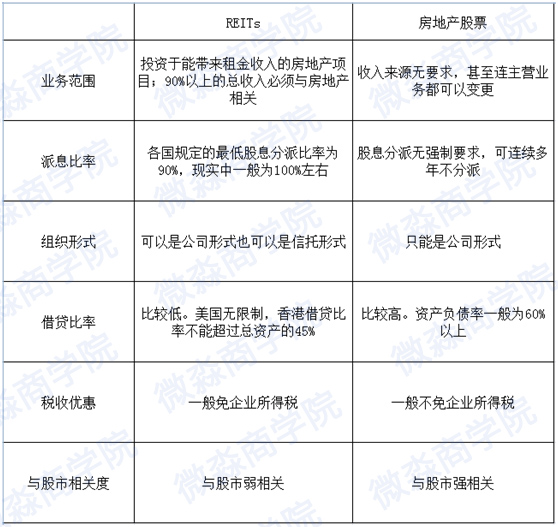 REITs
房地产股票
业务范围
投资于能带来租金收入的房地产项
目；90%以上的总收入必须与房地产
相关
收入来源无要求，甚至连主营业
务都可以变更
派息比率
各国规定的最低股息分派比率为
90%，现实中一般为100%左右
股息分派无强制要求，可连续多
年不分派
组织形式
可以是公司形式也可以是信托形式
只能是公司形式
借贷比率
比较低。美国无限制，香港借贷比
率不能超过总资产的45%
比较高。资产负债率一般为60%
以上
税收优惠
一般免企业所得税
一般不免企业所得税
与股市相关度
与股市弱相关
与股市强相关
微淼商学院